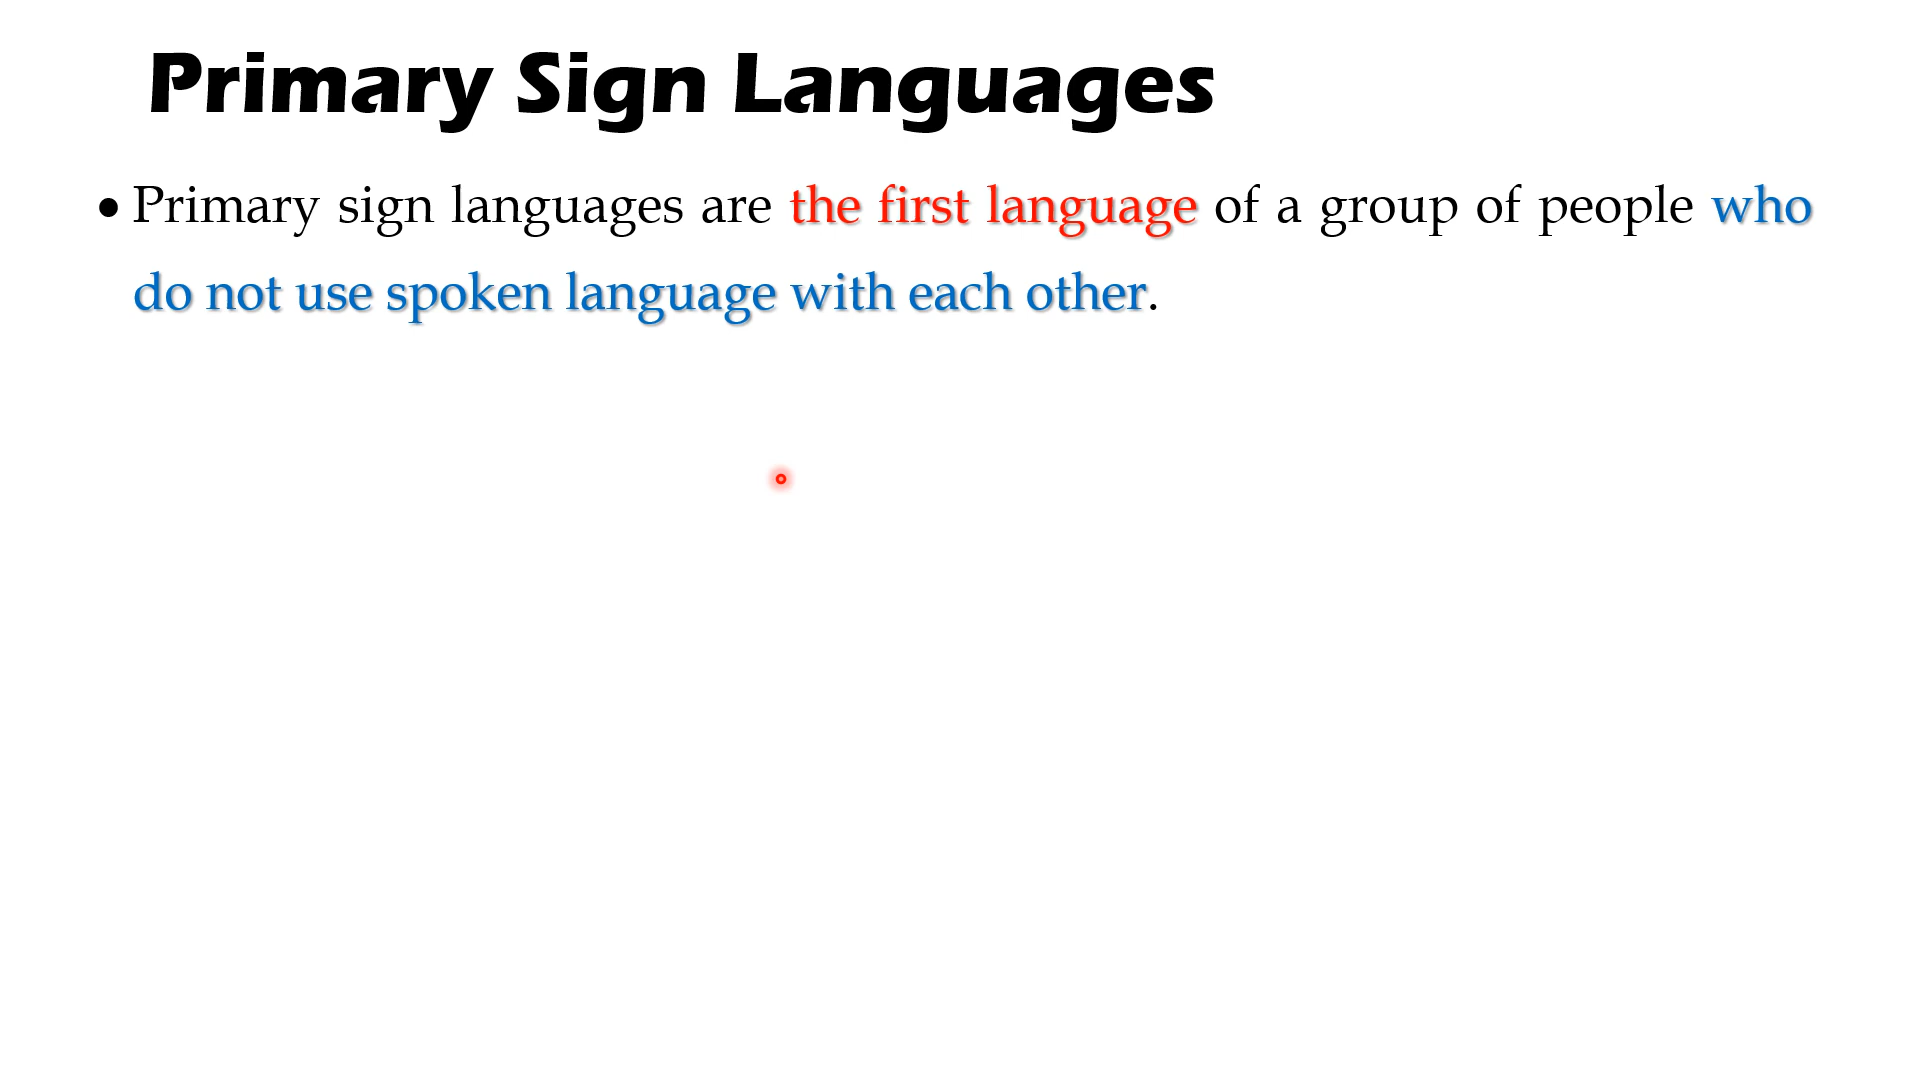 Primary Sign Languages
• Primary sign languages are the first language of a group of people who
do not use spoken language with each other.